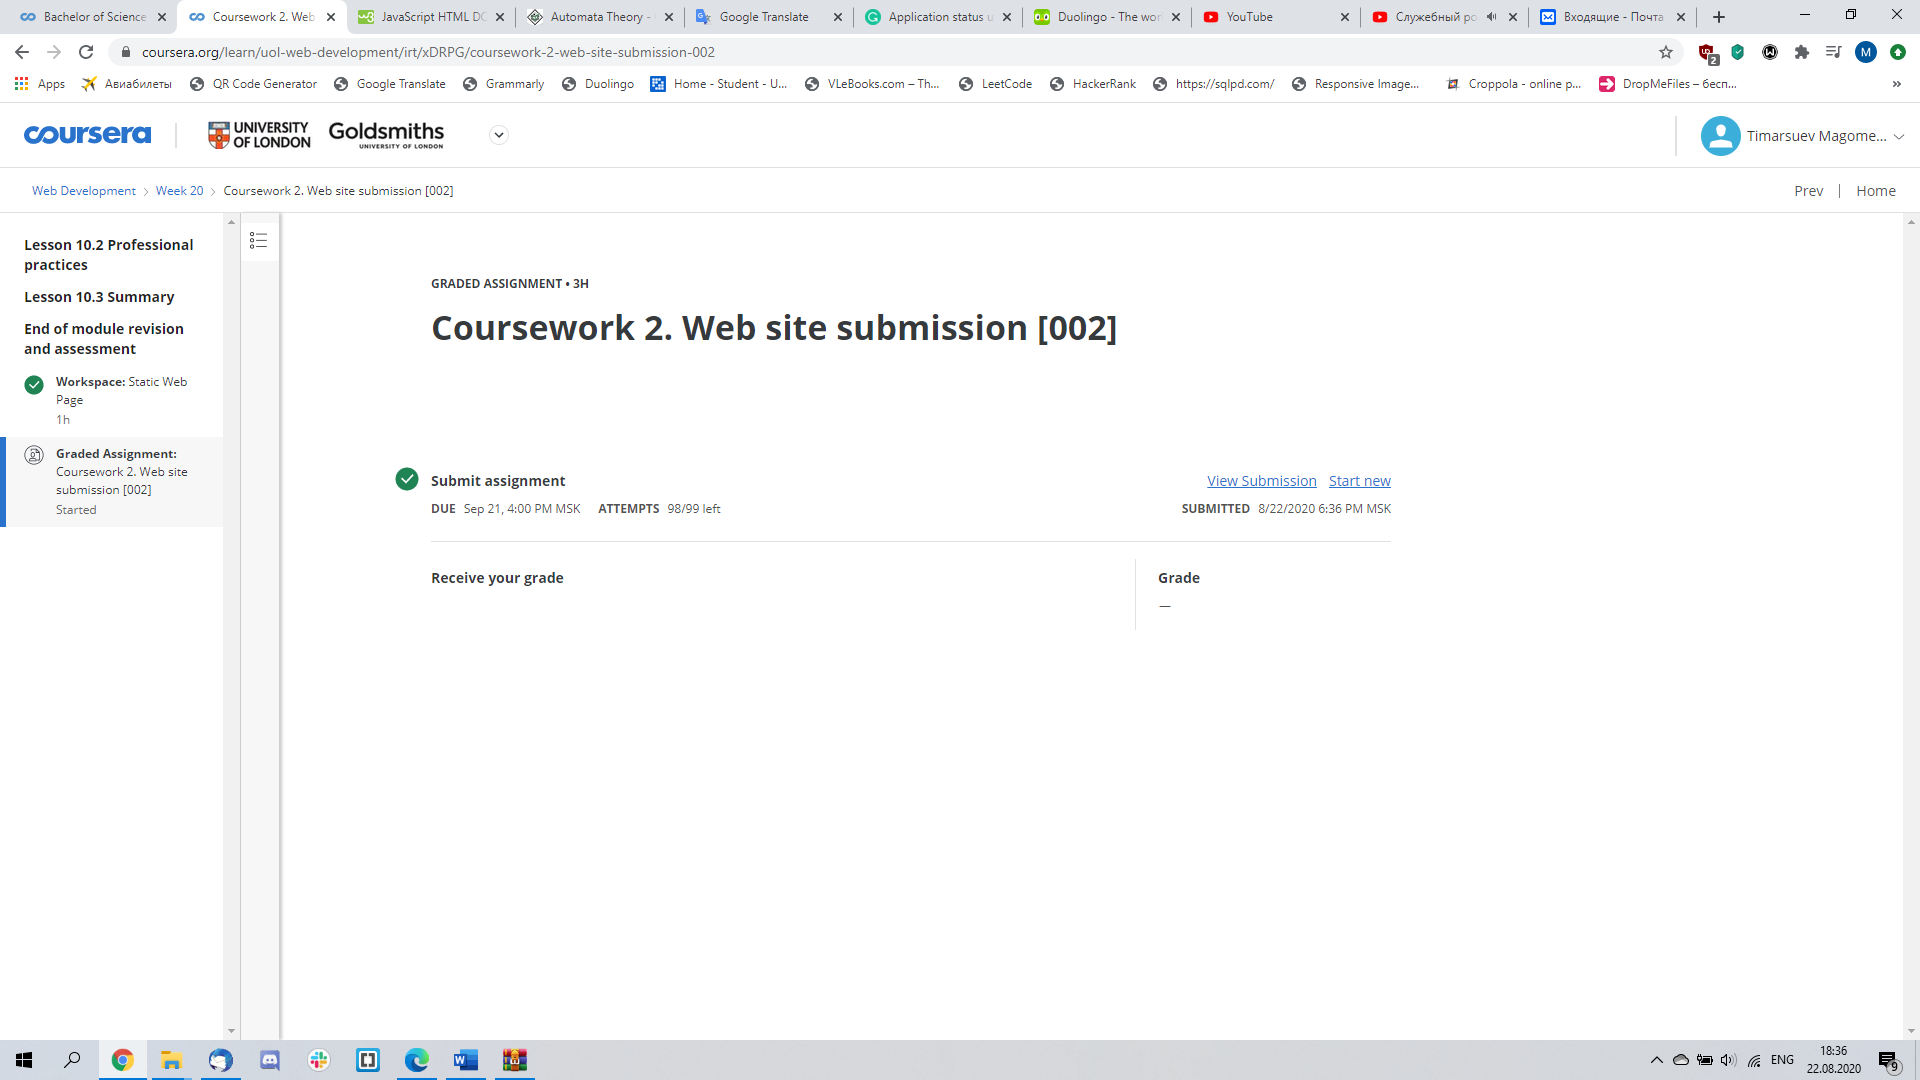 Bachelor of Science
Coursework 2. Web
JavaScript HTML DO
Automata Theory -
Google Translate
Application status u
Duolingo - The wor
YouTube
Служебный ро
Входящие - Почта
coursera.org/learn/uol-web-development/irt/xDRPG/coursework-2-web-site-submission-002
2
M
Apps
Авиабилеты
QR Code Generator
Google Translate
Grammarly
Duolingo
Home - Student - U...
VLeBooks.com – Th...
LeetCode
HackerRank
https://sqlpd.com/
Responsive Image...
Croppola - online p...
DropMeFiles – бесп...
»
coursera
UNIVERSITY
OF LONDON
Goldsmiths
UNIVERSITY OF LONDON
Timarsuev Magome...
Web Development > Week 20 > Coursework 2. Web site submission [002]
Prev | Home
Lesson 10.2 Professional
practices
Lesson 10.3 Summary
End of module revision
and assessment
Workspace: Static Web
Page
1h
Graded Assignment:
Coursework 2. Web site
submission [002]
Started
GRADED ASSIGNMENT • 3H
Coursework 2. Web site submission [002]
Submit assignment
View Submission Start new
DUE Sep 21, 4:00 PM MSK ATTEMPTS 98/99 left
SUBMITTED 8/22/2020 6:36 PM MSK
Receive your grade
Grade
—
ENG
18:36
22.08.2020
9